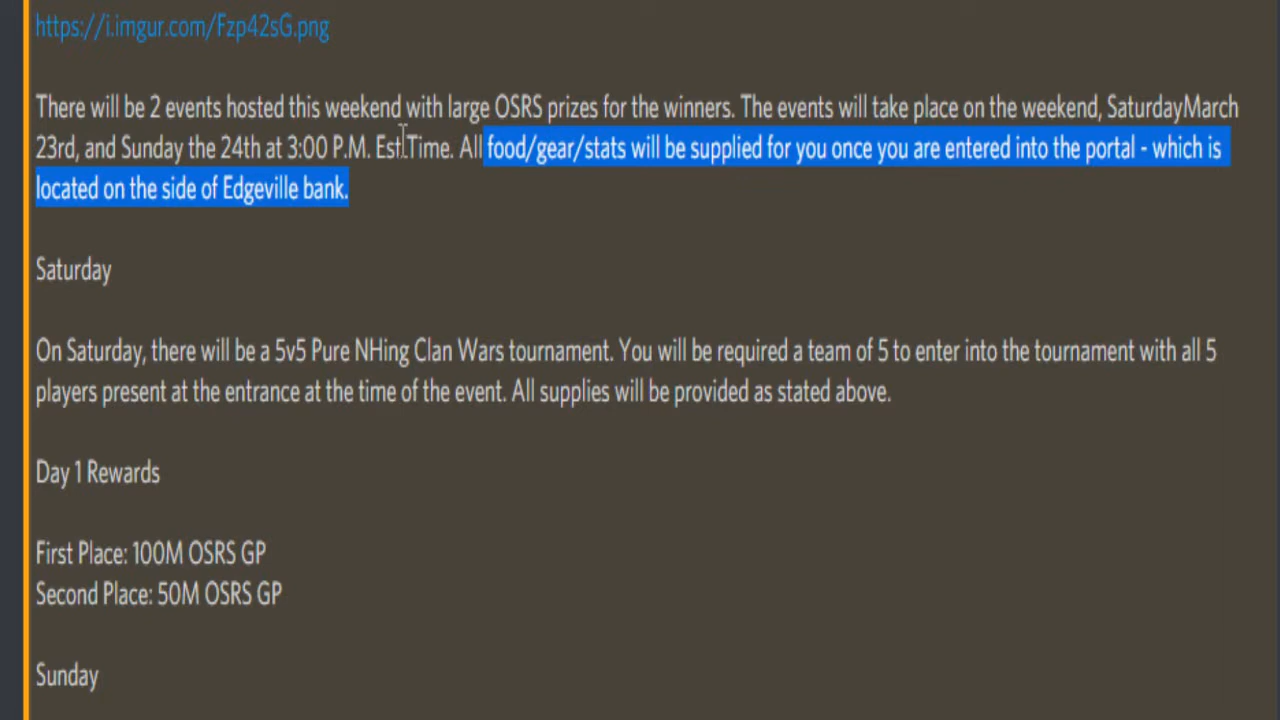 https://i.imgur.com/Fzp42sG.png
There will be 2 events hosted this weekend with large OSRS prizes for the winners. The events will take place on the weekend, SaturdayMarch
23rd, and Sunday the 24th at 3:00 P.M. Est Time. All food/gear/stats will be supplied for you once you are entered into the portal - which is
located on the side of Edgeville bank.
Saturday
On Saturday, there will be a 5v5 Pure NHing Clan Wars tournament. You will be required a team of 5 to enter into the tournament with all 5
players present at the entrance at the time of the event. All supplies will be provided as stated above.
Day 1 Rewards
First Place: 100M OSRS GP
Second Place: 50M OSRS GP
Sunday